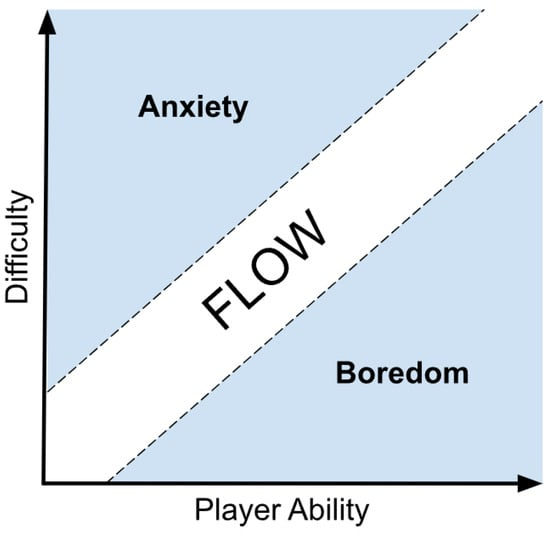 Anxiety
Difficulty
FLOW
Boredom
Player Ability